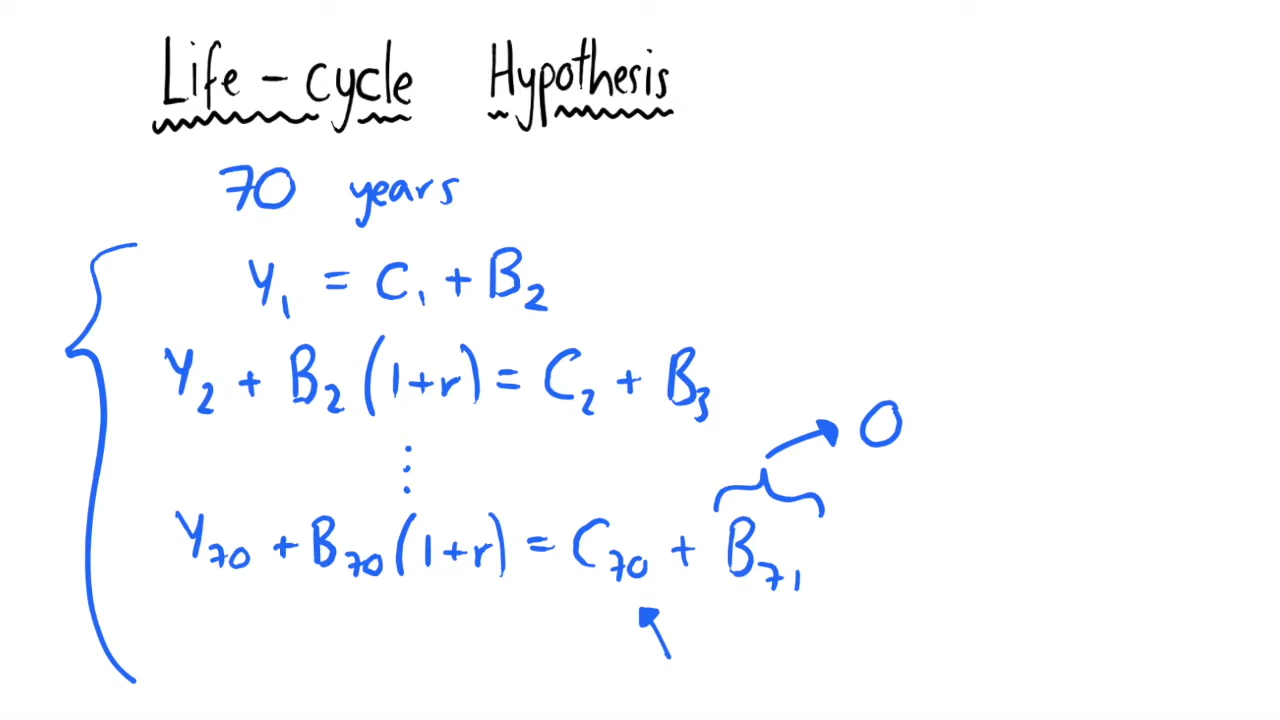 Life - cycle Hypothesis
70 years
Y₁ = C₁ + B₂
Y₂ + B₂ (1+r) = C₂ + B₃
⋮
0
Y₇₀ + B₇₀ (1+r) = C₇₀ + B₇₁